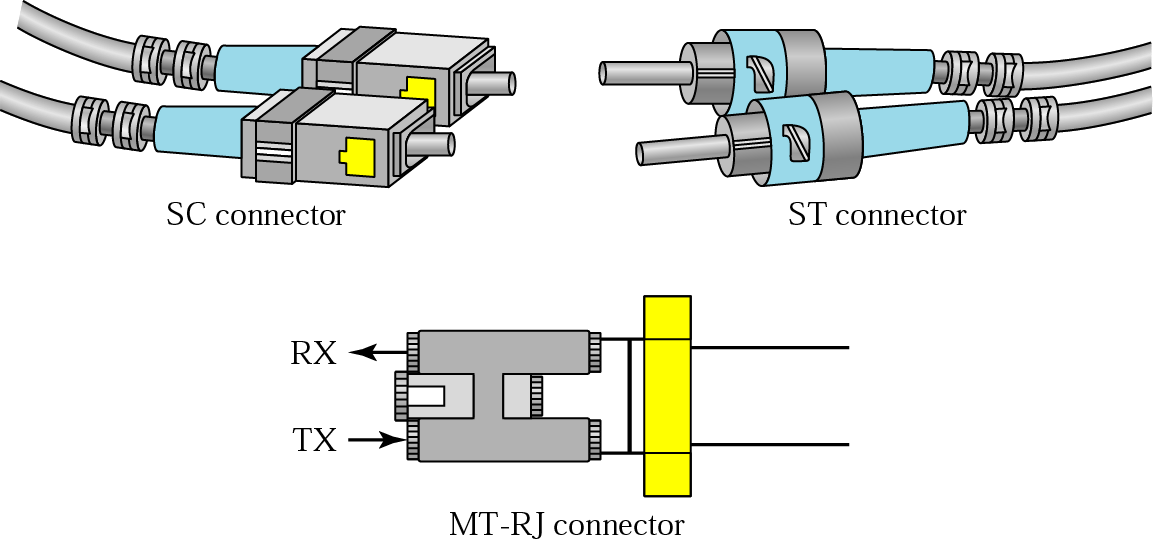 SC connector
ST connector
RX
TX
MT-RJ connector